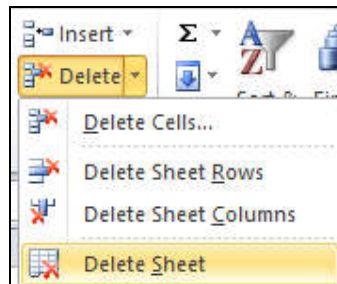 Insert
Σ
Delete
A
Z
Delete Cells...
Delete Sheet Rows
Delete Sheet Columns
Delete Sheet